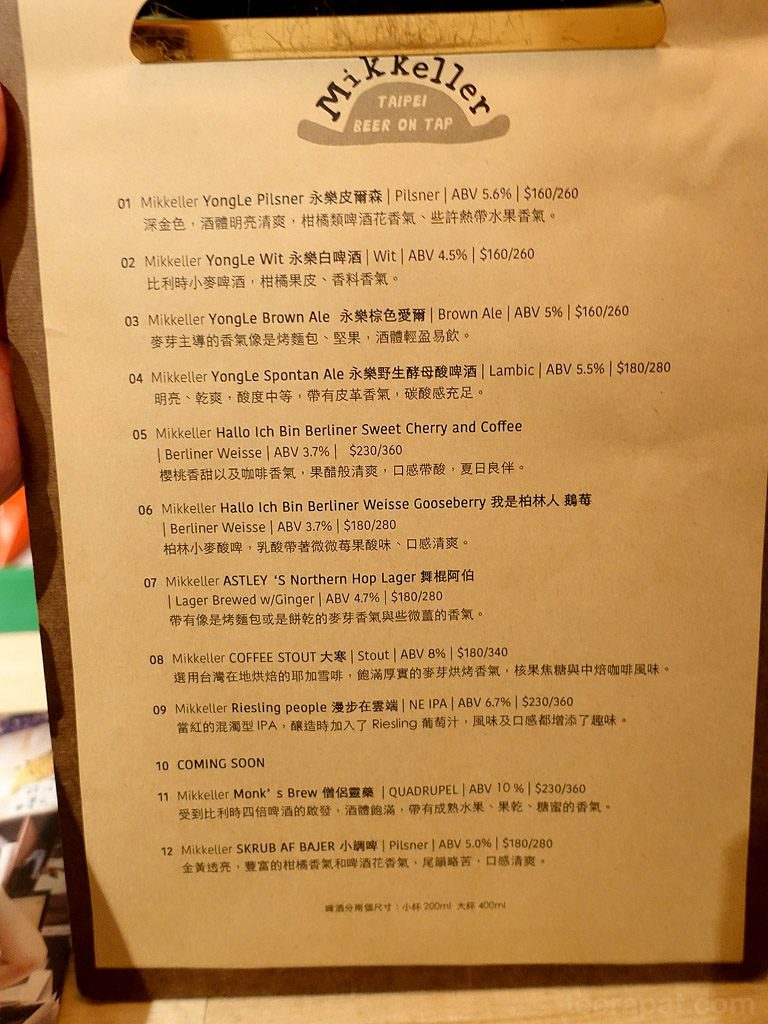 Mikkeller
TAIPEI
BEER ON TAP
01 Mikkeller YongLe Pilsner 永樂皮爾森 | Pilsner | ABV 5.6% | $160/260
深金色，酒體明亮清爽，柑橘類啤酒花香氣、些許熱帶水果香氣。
02 Mikkeller YongLe Wit 永樂白啤酒 | Wit | ABV 4.5% | $160/260
比利時小麥啤酒，柑橘果皮、香料香氣。
03 Mikkeller YongLe Brown Ale 永樂棕色愛爾 | Brown Ale | ABV 5% | $160/260
麥芽主導的香氣像是烤麵包、堅果，酒體輕盈易飲。
04 Mikkeller YongLe Spontan Ale 永樂野生酵母酸啤酒 | Lambic | ABV 5.5% | $180/280
明亮、乾爽，酸度中等，帶有皮革香氣，碳酸感充足。
05 Mikkeller Hallo Ich Bin Berliner Sweet Cherry and Coffee
| Berliner Weisse | ABV 3.7% | $230/360
櫻桃香甜以及咖啡香氣，果醋般清爽，口感帶酸，夏日良伴。
06 Mikkeller Hallo Ich Bin Berliner Weisse Gooseberry 我是柏林人 鵝莓
| Berliner Weisse | ABV 3.7% | $180/280
柏林小麥酸啤，乳酸帶著微微莓果酸味、口感清爽。
07 Mikkeller ASTLEY 'S Northern Hop Lager 舞棍阿伯
| Lager Brewed w/Ginger | ABV 4.7% | $180/280
帶有像是烤麵包或是餅乾的麥芽香氣與些微薑的香氣。
08 Mikkeller COFFEE STOUT 大寒 | Stout | ABV 8% | $180/340
選用台灣在地烘焙的耶加雪啡，飽滿厚實的麥芽烘烤香氣，核果焦糖與中焙咖啡風味。
09 Mikkeller Riesling people 漫步在雲端 | NE IPA | ABV 6.7% | $230/360
當紅的混濁型 IPA，釀造時加入了 Riesling 葡萄汁，風味及口感都增添了趣味。
10 COMING SOON
11 Mikkeller Monk’ s Brew 僧侶靈藥 | QUADRUPEL | ABV 10 % | $230/360
受到比利時四倍啤酒的啟發，酒體飽滿，帶有成熟水果、果乾、糖蜜的香氣。
12 Mikkeller SKRUB AF BAJER 小調啤 | Pilsner | ABV 5.0% | $180/280
金黃透亮，豐富的柑橘香氣和啤酒花香氣，尾韻略苦，口感清爽。
啤酒分兩個尺寸：小杯 200ml 大杯 400ml
teerapat.com